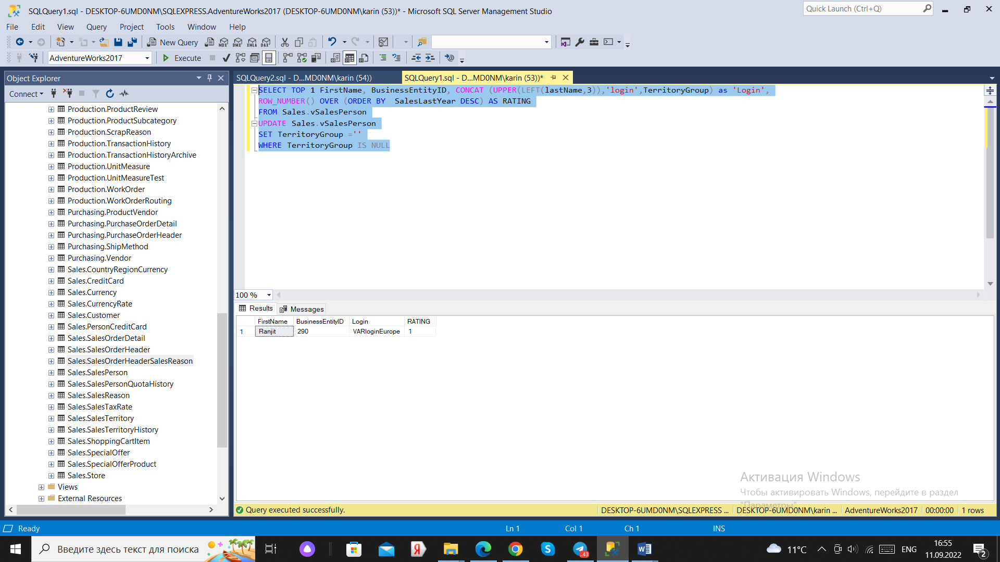 SQLQuery1.sql - DESKTOP-6UMD0NM\SQLEXPRESS.AdventureWorks2017 (DESKTOP-6UMD0NM\karin (53))* - Microsoft SQL Server Management Studio
Quick Launch (Ctrl+Q)
File Edit View Query Project Tools Window Help
New Query
MDX DMX XMLA DAX
AdventureWorks2017
Execute
Object Explorer
Connect
Production.ProductReview
Production.ProductSubcategory
Production.ScrapReason
Production.TransactionHistory
Production.TransactionHistoryArchive
Production.UnitMeasure
Production.UnitMeasureTest
Production.WorkOrder
Production.WorkOrderRouting
Purchasing.ProductVendor
Purchasing.PurchaseOrderDetail
Purchasing.PurchaseOrderHeader
Purchasing.ShipMethod
Purchasing.Vendor
Sales.CountryRegionCurrency
Sales.CreditCard
Sales.Currency
Sales.CurrencyRate
Sales.Customer
Sales.PersonCreditCard
Sales.SalesOrderDetail
Sales.SalesOrderHeader
Sales.SalesOrderHeaderSalesReason
Sales.SalesPerson
Sales.SalesPersonQuotaHistory
Sales.SalesReason
Sales.SalesTaxRate
Sales.SalesTerritory
Sales.SalesTerritoryHistory
Sales.ShoppingCartItem
Sales.SpecialOffer
Sales.SpecialOfferProduct
Sales.Store
Views
External Resources
SQLQuery2.sql - D...MD0NM\karin (54))
SQLQuery1.sql - D...MD0NM\karin (53))*
SELECT TOP 1 FirstName, BusinessEntityID, CONCAT (UPPER(LEFT(lastName,3)),'login',TerritoryGroup) as 'Login',
ROW_NUMBER() OVER (ORDER BY  SalesLastYear DESC) AS RATING
FROM Sales.vSalesPerson
UPDATE Sales.vSalesPerson
SET TerritoryGroup =''
WHERE TerritoryGroup IS NULL
100 %
Results Messages
FirstName BusinessEntityID Login RATING
1 Ranjit 290 VARloginEurope 1
Активация Windows
Чтобы активировать Windows, перейдите в раздел
"Параметры"
Query executed successfully.
DESKTOP-6UMD0NM\SQLEXPRESS ... DESKTOP-6UMD0NM\karin ... AdventureWorks2017 00:00:00 1 rows
Ready Ln 1 Col 1 Ch 1 INS
Введите здесь текст для поиска
43
11°C
ENG
16:55
11.09.2022
2